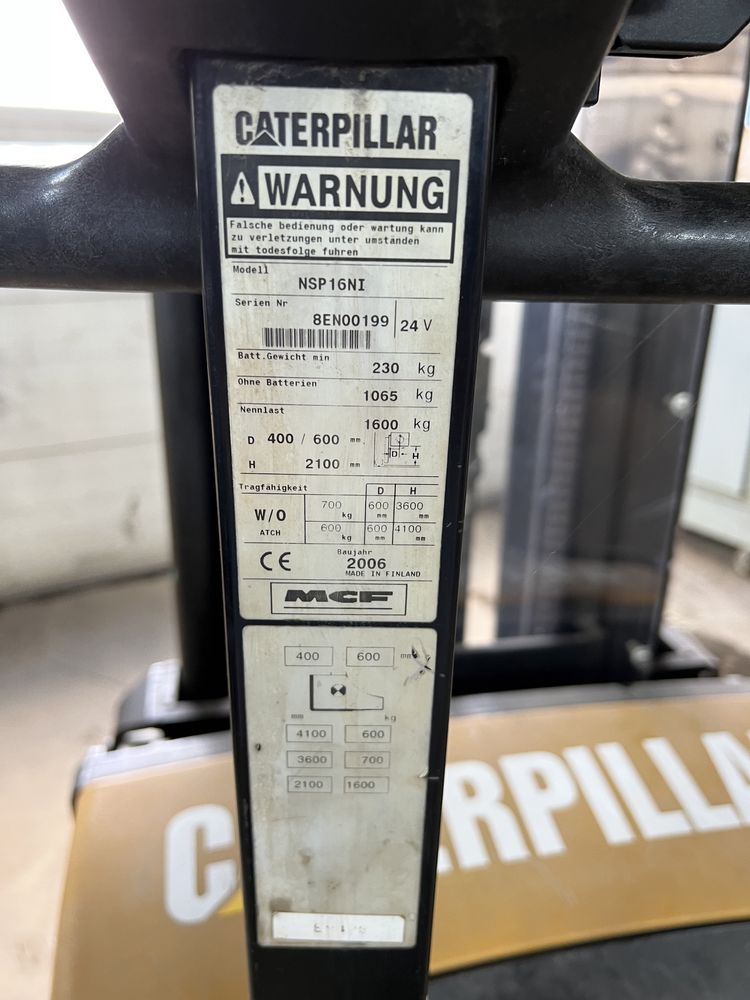 CATERPILLAR
WARNUNG
Falsche bedienung oder wartung kann
zu verletzungen unter umstanden
mit todesfolge fuhren
Modell
NSP16NI
Serien Nr
8EN00199 24 V
Batt.Gewicht min
230 kg
Ohne Batterien
1065 kg
Nennlast
1600 kg
D 400 / 600 mm
H 2100 mm
D H
Tragfähigkeit D H
W/O
ATCH
700 kg 600 mm 3600 mm
600 kg 600 mm 4100 mm
CE
Baujahr
2006
MADE IN FINLAND
MCF
400 600 mm
mm kg
4100 600
3600 700
2100 1600
C RPILLA